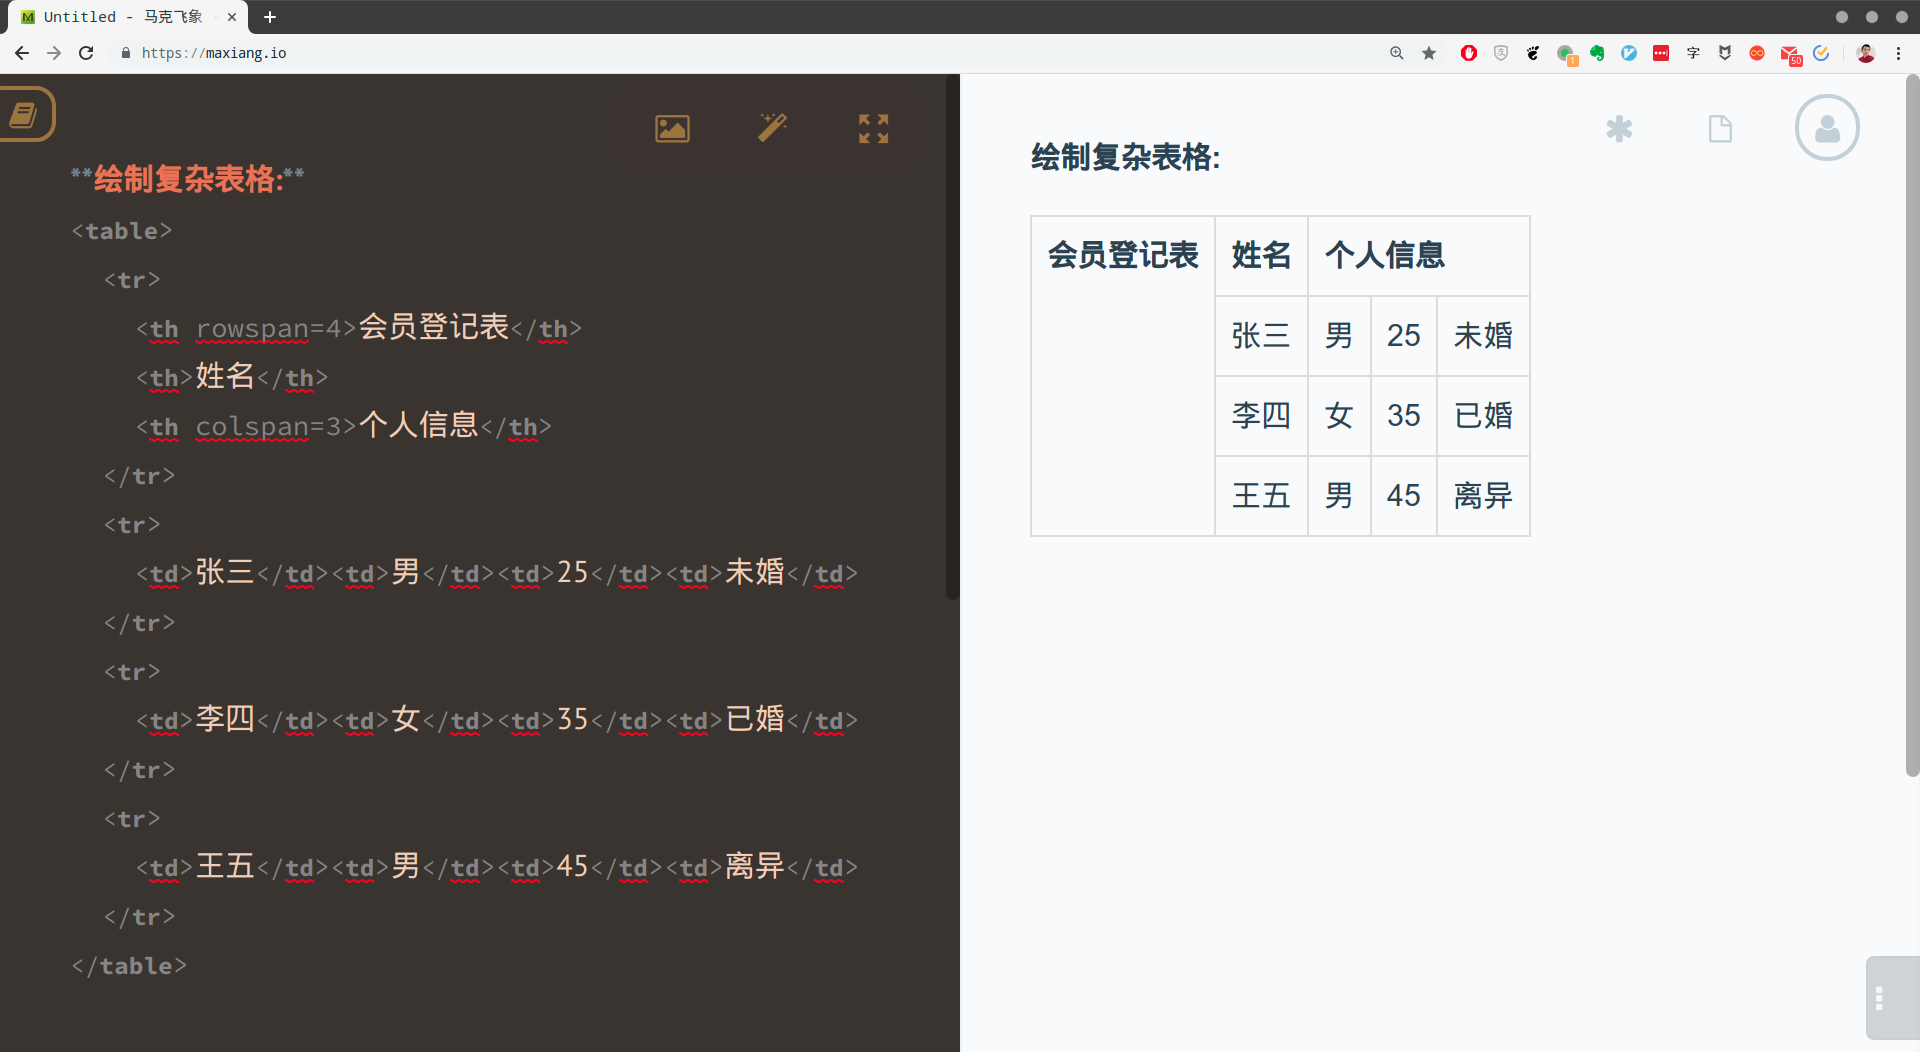 Untitled - 马克飞象 -
https://maxiang.io
1
字
50
**绘制复杂表格:**
<table>
<tr>
<th rowspan=4>会员登记表</th>
<th>姓名</th>
<th colspan=3>个人信息</th>
</tr>
<tr>
<td>张三</td><td>男</td><td>25</td><td>未婚</td>
</tr>
<tr>
<td>李四</td><td>女</td><td>35</td><td>已婚</td>
</tr>
<tr>
<td>王五</td><td>男</td><td>45</td><td>离异</td>
</tr>
</table>
绘制复杂表格:
会员登记表 姓名 个人信息
张三 男 25 未婚
李四 女 35 已婚
王五 男 45 离异